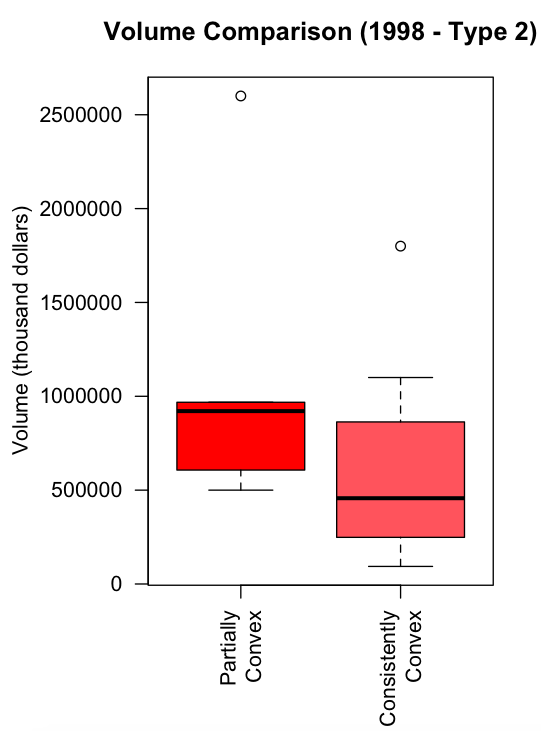 Volume Comparison (1998 - Type 2)
Volume (thousand dollars)
2500000
2000000
1500000
1000000
500000
0
Partially
Convex
Consistently
Convex